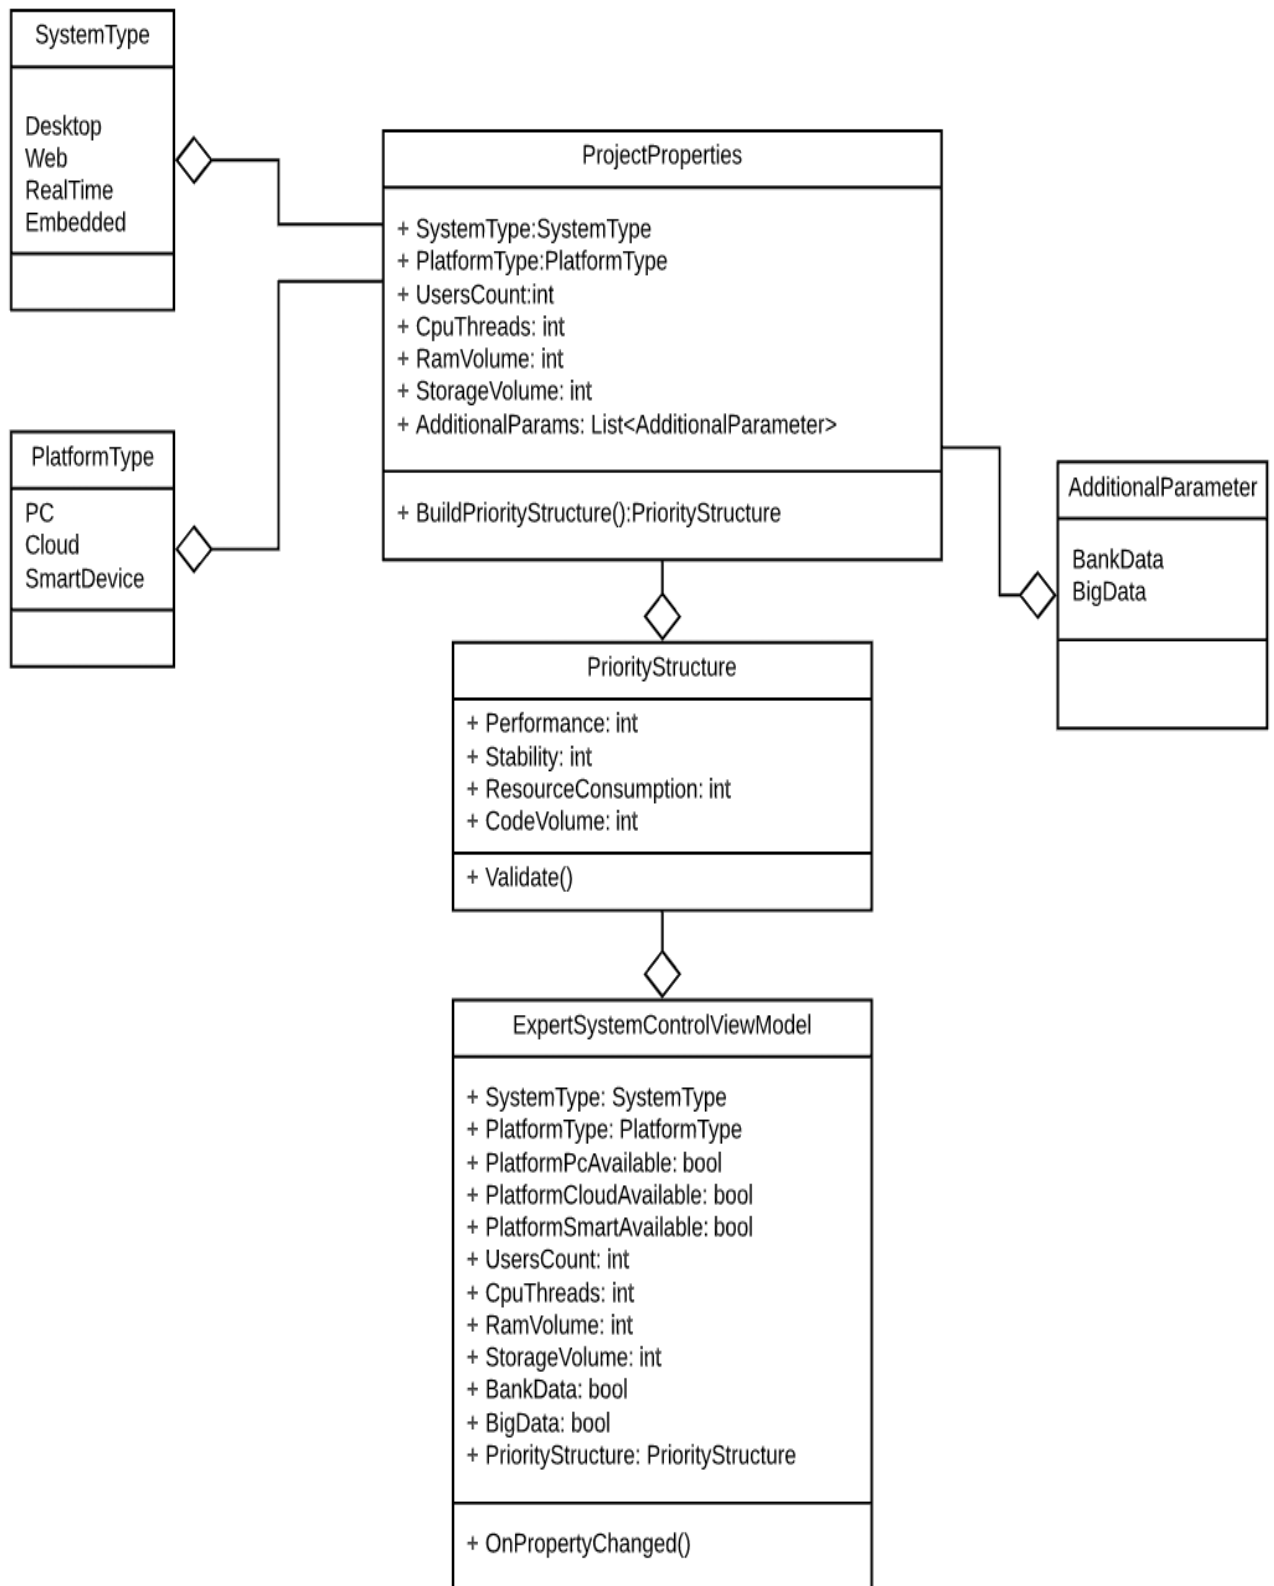 SystemType
Desktop
Web
RealTime
Embedded
ProjectProperties
+ SystemType:SystemType
+ PlatformType:PlatformType
+ UsersCount:int
+ CpuThreads: int
+ RamVolume: int
+ StorageVolume: int
+ AdditionalParams: List<AdditionalParameter>
+ BuildPriorityStructure():PriorityStructure
PlatformType
PC
Cloud
SmartDevice
AdditionalParameter
BankData
BigData
PriorityStructure
+ Performance: int
+ Stability: int
+ ResourceConsumption: int
+ CodeVolume: int
+ Validate()
ExpertSystemControlViewModel
+ SystemType: SystemType
+ PlatformType: PlatformType
+ PlatformPcAvailable: bool
+ PlatformCloudAvailable: bool
+ PlatformSmartAvailable: bool
+ UsersCount: int
+ CpuThreads: int
+ RamVolume: int
+ StorageVolume: int
+ BankData: bool
+ BigData: bool
+ PriorityStructure: PriorityStructure
+ OnPropertyChanged()